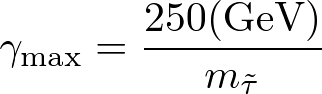 γ_max = 250(GeV) / m_τ̃